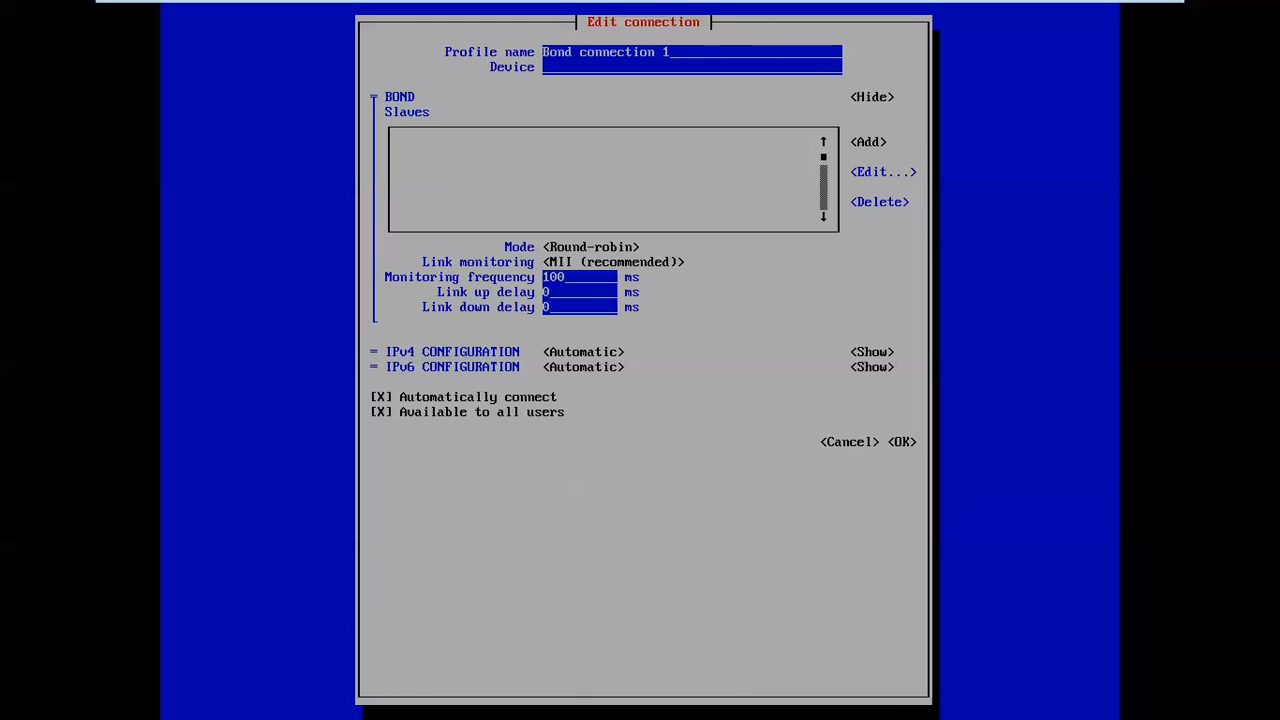 Edit connection
Profile name Bond connection 1
Device
BOND <Hide>
Slaves
<Add>
<Edit...>
<Delete>
Mode <Round-robin>
Link monitoring <MII (recommended)>
Monitoring frequency 100 ms
Link up delay 0 ms
Link down delay 0 ms
= IPv4 CONFIGURATION <Automatic> <Show>
= IPv6 CONFIGURATION <Automatic> <Show>
[X] Automatically connect
[X] Available to all users
<Cancel> <OK>